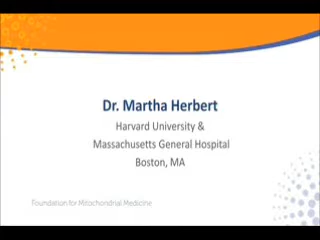 Dr. Martha Herbert
Harvard University &
Massachusetts General Hospital
Boston, MA
Foundation for Mitochondrial Medicine